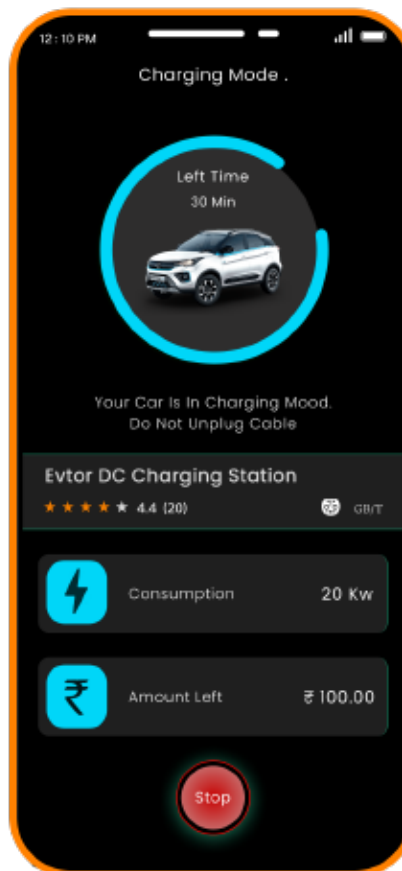 12:10 PM
Charging Mode .
Left Time
30 Min
Your Car Is In Charging Mood.
Do Not Unplug Cable
Evtor DC Charging Station
4.4 (20)
GB/T
Consumption
20 Kw
Amount Left
₹ 100.00
Stop